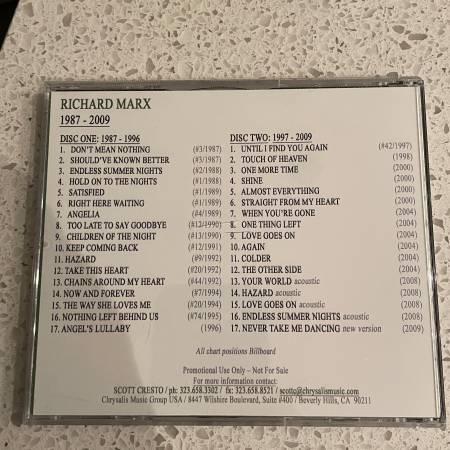 RICHARD MARX
1987 - 2009
DISC ONE: 1987 - 1996
1. DON'T MEAN NOTHING (#3/1987)
2. SHOULD'VE KNOWN BETTER (#3/1987)
3. ENDLESS SUMMER NIGHTS (#2/1988)
4. HOLD ON TO THE NIGHTS (#1/1988)
5. SATISFIED (#1/1989)
6. RIGHT HERE WAITING (#1/1989)
7. ANGELIA (#4/1989)
8. TOO LATE TO SAY GOODBYE (#12/1990)
9. CHILDREN OF THE NIGHT (#13/1990)
10. KEEP COMING BACK (#12/1991)
11. HAZARD (#9/1992)
12. TAKE THIS HEART (#20/1992)
13. CHAINS AROUND MY HEART (#44/1992)
14. NOW AND FOREVER (#7/1994)
15. THE WAY SHE LOVES ME (#20/1994)
16. NOTHING LEFT BEHIND US (#74/1995)
17. ANGEL'S LULLABY (1996)
DISC TWO: 1997 - 2009
1. UNTIL I FIND YOU AGAIN (#42/1997)
2. TOUCH OF HEAVEN (1998)
3. ONE MORE TIME (2000)
4. SHINE (2000)
5. ALMOST EVERYTHING (2000)
6. STRAIGHT FROM MY HEART (2000)
7. WHEN YOU'RE GONE (2004)
8. ONE THING LEFT (2004)
9. LOVE GOES ON (2004)
10. AGAIN (2004)
11. COLDER (2004)
12. THE OTHER SIDE (2004)
13. YOUR WORLD acoustic (2008)
14. HAZARD acoustic (2008)
15. LOVE GOES ON acoustic (2008)
16. ENDLESS SUMMER NIGHTS acoustic (2008)
17. NEVER TAKE ME DANCING new version (2009)
All chart positions Billboard
Promotional Use Only – Not For Sale
For more information contact:
SCOTT CRESTO / ph: 323.658.3302 / fx: 323.658.8521 / scottc@chrysalismusic.com
Chrysalis Music Group USA / 8447 Wilshire Boulevard, Suite #400 / Beverly Hills, CA 90211